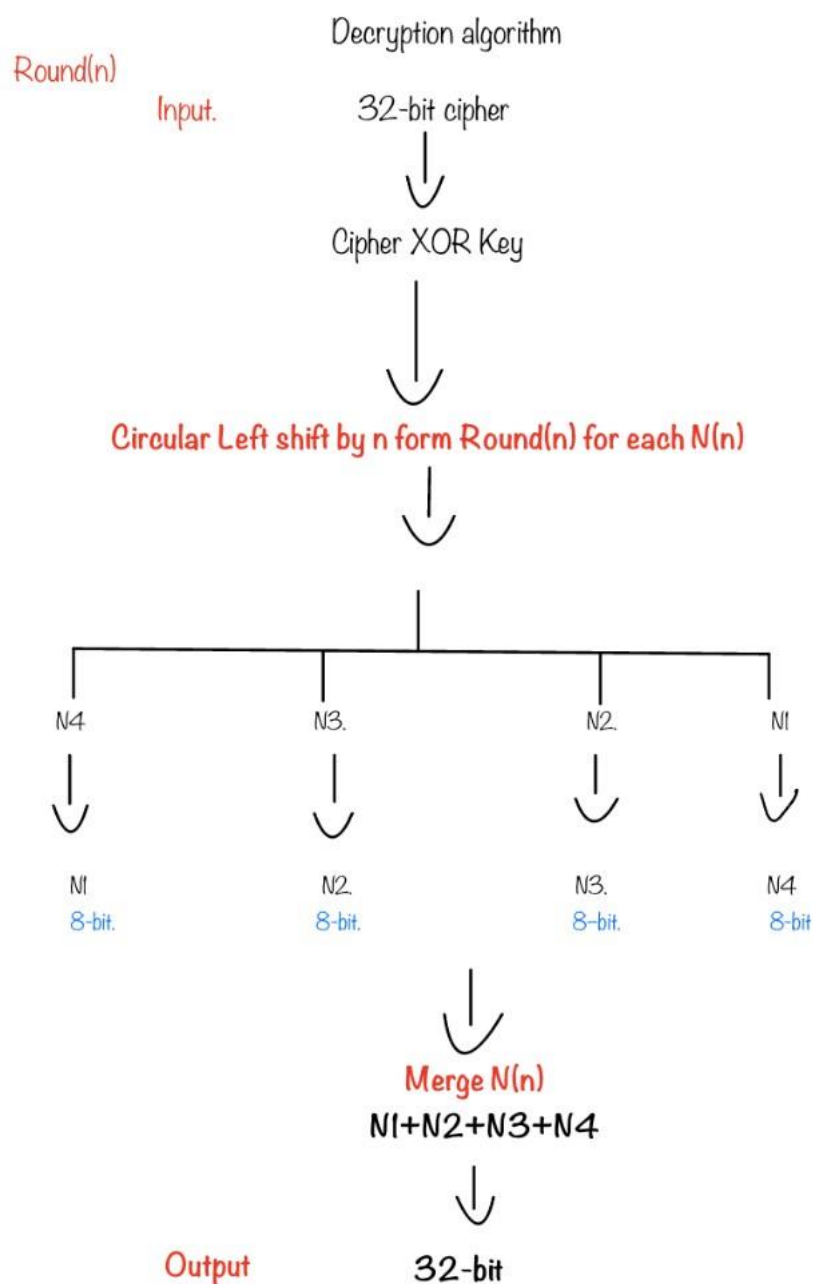 Decryption algorithm
Round(n)
Input. 32-bit cipher
Cipher XOR Key
Circular Left shift by n form Round(n) for each N(n)
N4 N3. N2. N1
N1 N2. N3. N4
8-bit. 8-bit. 8-bit. 8-bit
Merge N(n)
N1+N2+N3+N4
Output 32-bit